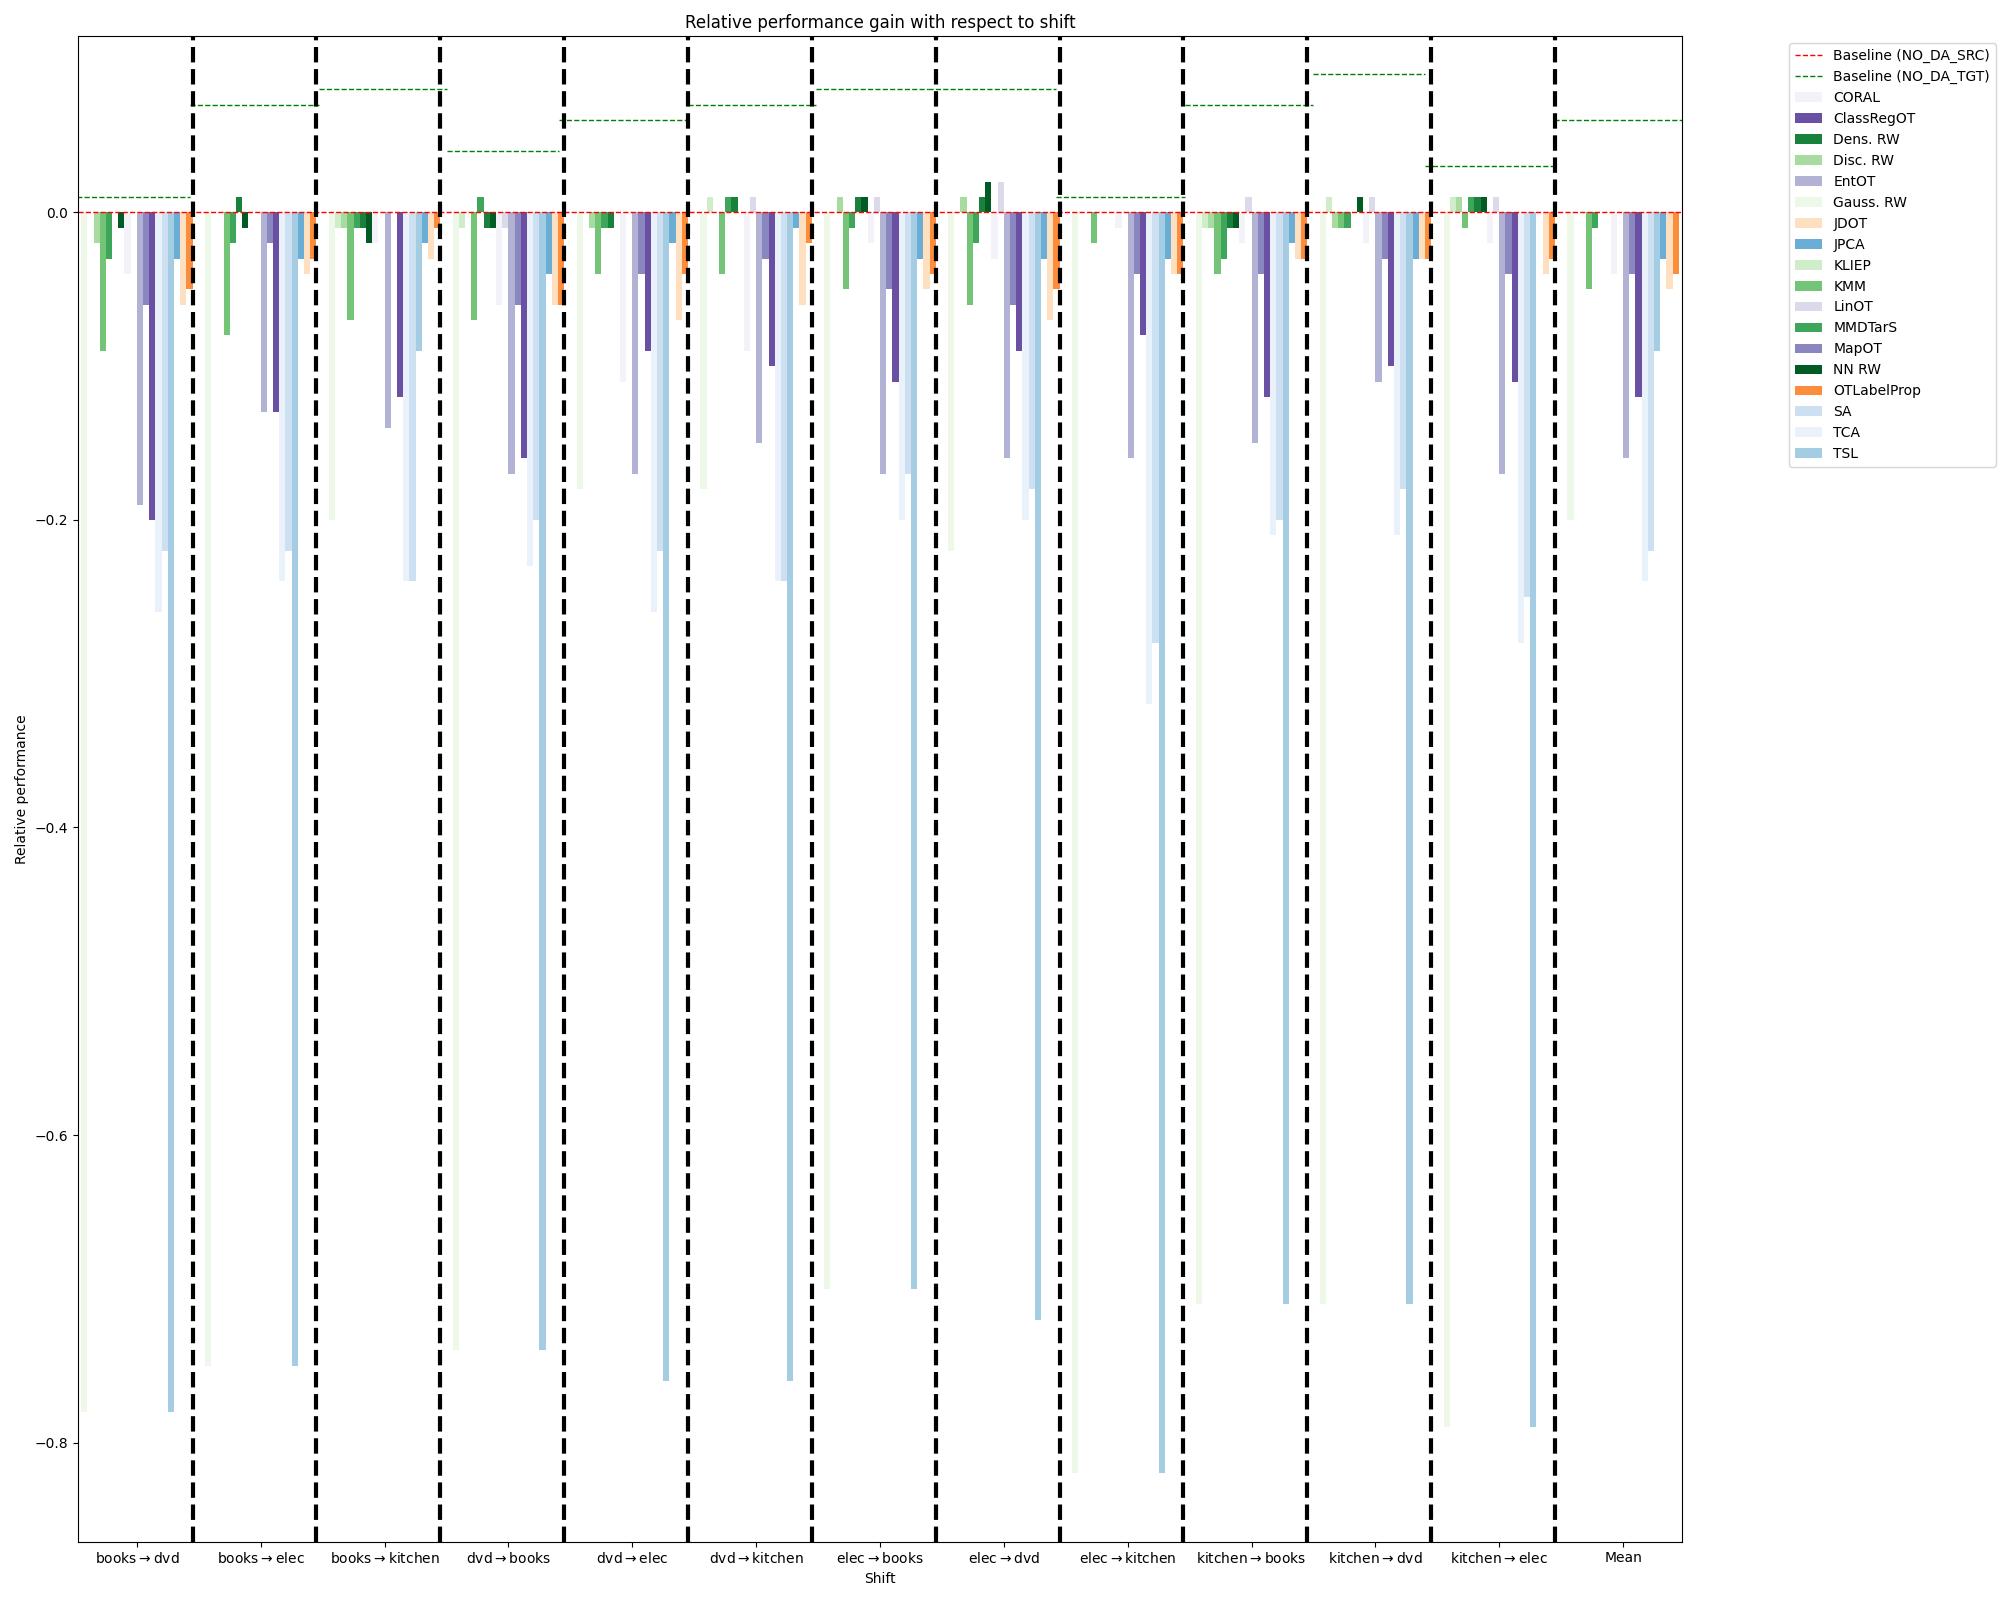 Relative performance gain with respect to shift
Baseline (NO_DA_SRC)
Baseline (NO_DA_TGT)
CORAL
ClassRegOT
Dens. RW
Disc. RW
EntOT
Gauss. RW
JDOT
JPCA
KLIEP
KMM
LinOT
MMDTarS
MapOT
NN RW
OTLabelProp
SA
TCA
TSL
0.0
−0.2
−0.4
−0.6
−0.8
Relative performance
books→dvd
books→elec
books→kitchen
dvd→books
dvd→elec
dvd→kitchen
elec→books
elec→dvd
elec→kitchen
kitchen→books
kitchen→dvd
kitchen→elec
Mean
Shift